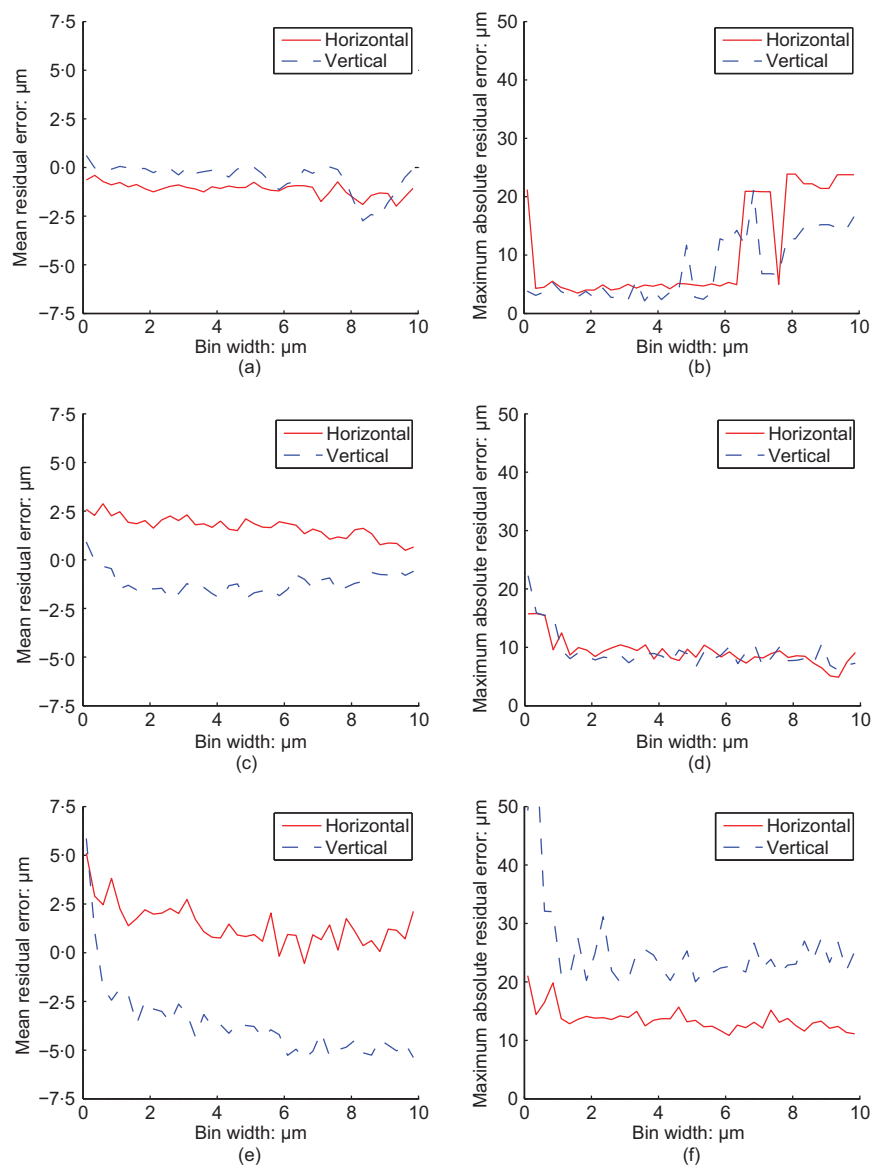 7·5
5·0
2·5
0·0
−2·5
−5·0
−7·5
Mean residual error: μm
Horizontal
Vertical
0
2
4
6
8
10
Bin width: μm
(a)
50
40
30
20
10
0
Maximum absolute residual error: μm
Horizontal
Vertical
0
2
4
6
8
10
Bin width: μm
(b)
7·5
5·0
2·5
0·0
−2·5
−5·0
−7·5
Mean residual error: μm
Horizontal
Vertical
0
2
4
6
8
10
Bin width: μm
(c)
50
40
30
20
10
0
Maximum absolute residual error: μm
Horizontal
Vertical
0
2
4
6
8
10
Bin width: μm
(d)
7·5
5·0
2·5
0·0
−2·5
−5·0
−7·5
Mean residual error: μm
Horizontal
Vertical
0
2
4
6
8
10
Bin width: μm
(e)
50
40
30
20
10
0
Maximum absolute residual error: μm
Horizontal
Vertical
0
2
4
6
8
10
Bin width: μm
(f)